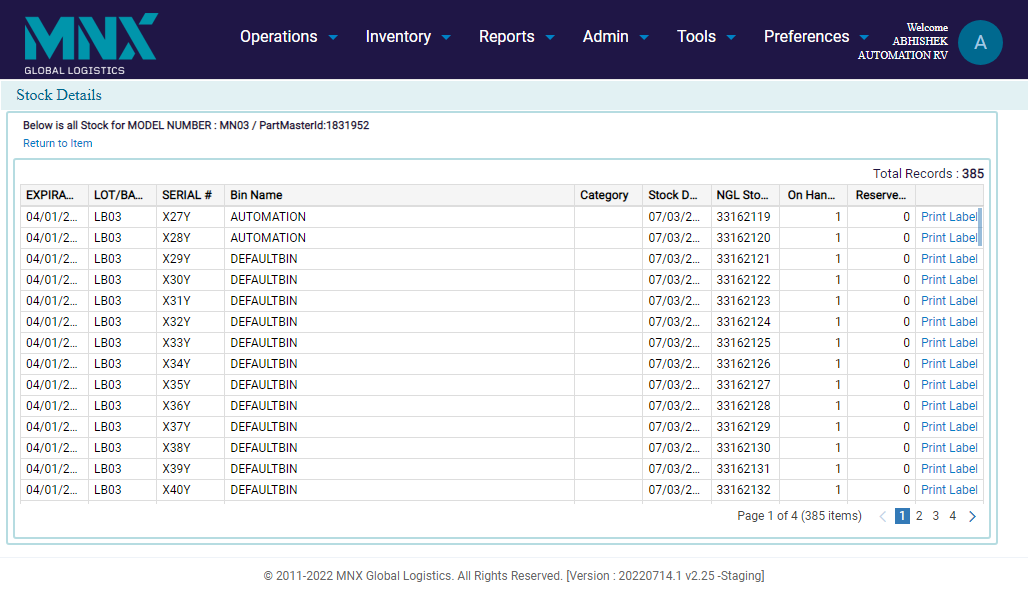 MNX
GLOBAL LOGISTICS
Operations Inventory Reports Admin Tools Preferences
Welcome
ABHISHEK
AUTOMATION RV
A
Stock Details
Below is all Stock for MODEL NUMBER : MN03 / PartMasterId:1831952
Return to Item
Total Records : 385
EXPIRA... LOT/BA... SERIAL # Bin Name Category Stock D... NGL Sto... On Han... Reserve...
04/01/2... LB03 X27Y AUTOMATION 07/03/2... 33162119 1 0 Print Label
04/01/2... LB03 X28Y AUTOMATION 07/03/2... 33162120 1 0 Print Label
04/01/2... LB03 X29Y DEFAULTBIN 07/03/2... 33162121 1 0 Print Label
04/01/2... LB03 X30Y DEFAULTBIN 07/03/2... 33162122 1 0 Print Label
04/01/2... LB03 X31Y DEFAULTBIN 07/03/2... 33162123 1 0 Print Label
04/01/2... LB03 X32Y DEFAULTBIN 07/03/2... 33162124 1 0 Print Label
04/01/2... LB03 X33Y DEFAULTBIN 07/03/2... 33162125 1 0 Print Label
04/01/2... LB03 X34Y DEFAULTBIN 07/03/2... 33162126 1 0 Print Label
04/01/2... LB03 X35Y DEFAULTBIN 07/03/2... 33162127 1 0 Print Label
04/01/2... LB03 X36Y DEFAULTBIN 07/03/2... 33162128 1 0 Print Label
04/01/2... LB03 X37Y DEFAULTBIN 07/03/2... 33162129 1 0 Print Label
04/01/2... LB03 X38Y DEFAULTBIN 07/03/2... 33162130 1 0 Print Label
04/01/2... LB03 X39Y DEFAULTBIN 07/03/2... 33162131 1 0 Print Label
04/01/2... LB03 X40Y DEFAULTBIN 07/03/2... 33162132 1 0 Print Label
Page 1 of 4 (385 items) 1 2 3 4
© 2011-2022 MNX Global Logistics. All Rights Reserved. [Version : 20220714.1 v2.25 -Staging]